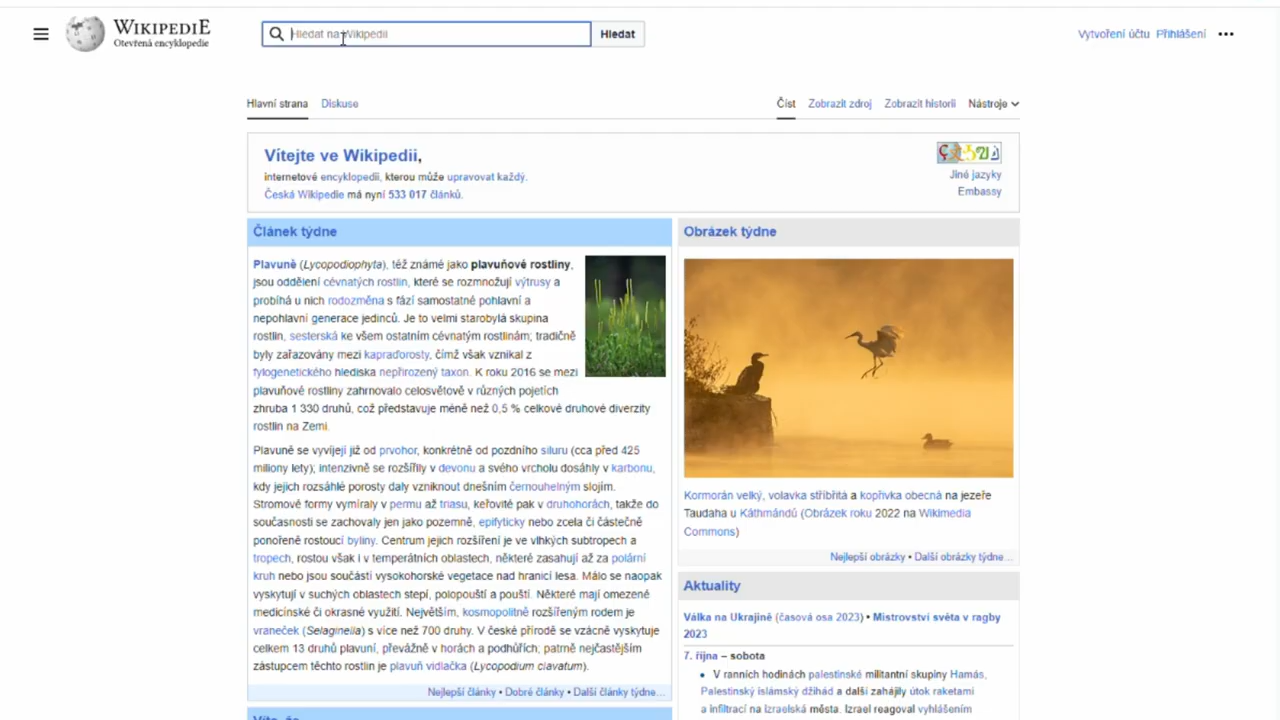 WIKIPEDIE
Otevřená encyklopedie
Hledat na Wikipedii
Hledat
Vytvoření účtu Přihlášení
Hlavní strana Diskuse
Číst Zobrazit zdroj Zobrazit historii Nástroje
Vítejte ve Wikipedii,
internetové encyklopedii, kterou může upravovat každý.
Česká Wikipedie má nyní 533 017 článků.
Jiné jazyky
Embassy
Článek týdne
Plavuně (Lycopodiophyta), též známé jako plavuňové rostliny,
jsou oddělení cévnatých rostlin, které se rozmnožují výtrusy a
probíhá u nich rodozměna s fází samostatné pohlavní a
nepohlavní generace jedinců. Je to velmi starobylá skupina
rostlin, sesterská ke všem ostatním cévnatým rostlinám; tradičně
byly zařazovány mezi kapraďorosty, čímž však vznikal z
fylogenetického hlediska nepřirozený taxon. K roku 2016 se mezi
plavuňové rostliny zahrnovalo celosvětově v různých pojetích
zhruba 1 330 druhů, což představuje méně než 0,5 % celkové druhové diverzity
rostlin na Zemi.
Plavuně se vyvíjejí již od prvohor, konkrétně od pozdního siluru (cca před 425
miliony lety); intenzivně se rozšířily v devonu a svého vrcholu dosáhly v karbonu,
kdy jejich rozsáhlé porosty daly vzniknout dnešním černouhelným slojím.
Stromové formy vymíraly v permu až triasu, keřovité pak v druhohorách, takže do
současnosti se zachovaly jen jako pozemní, epifyticky nebo zcela či částečně
ponořeně rostoucí byliny. Centrum jejich rozšíření je ve vlhkých subtropech a
tropech, rostou však i v temperátních oblastech, některé zasahují až za polární
kruh nebo jsou součástí vysokohorské vegetace nad hranicí lesa. Málo se naopak
vyskytují v suchých oblastech stepí, polopouští a pouští. Některé mají omezené
medicínské či okrasné využití. Největším, kosmopolitně rozšířeným rodem je
vraneček (Selaginella) s více než 700 druhy. V české přírodě se vzácně vyskytuje
celkem 13 druhů plavuní, převážně v horách a podhůřích; patrně nejčastějším
zástupcem těchto rostlin je plavuň vidlačka (Lycopodium clavatum).
Nejlepší články • Dobré články • Další články týdne...
Víte, že
Obrázek týdne
Kormorán velký, volavka stříbřitá a kopřivka obecná na jezeře
Taudaha u Káthmándú (Obrázek roku 2022 na Wikimedia
Commons)
Nejlepší obrázky • Další obrázky týdne...
Aktuality
Válka na Ukrajině (časová osa 2023) • Mistrovství světa v ragby
2023
7. října – sobota
• V ranních hodinách palestinské militantní skupiny Hamás,
Palestinský islámský džihád a další zahájily útok raketami
a infiltrací na izraelská města. Izrael reagoval vyhlášením